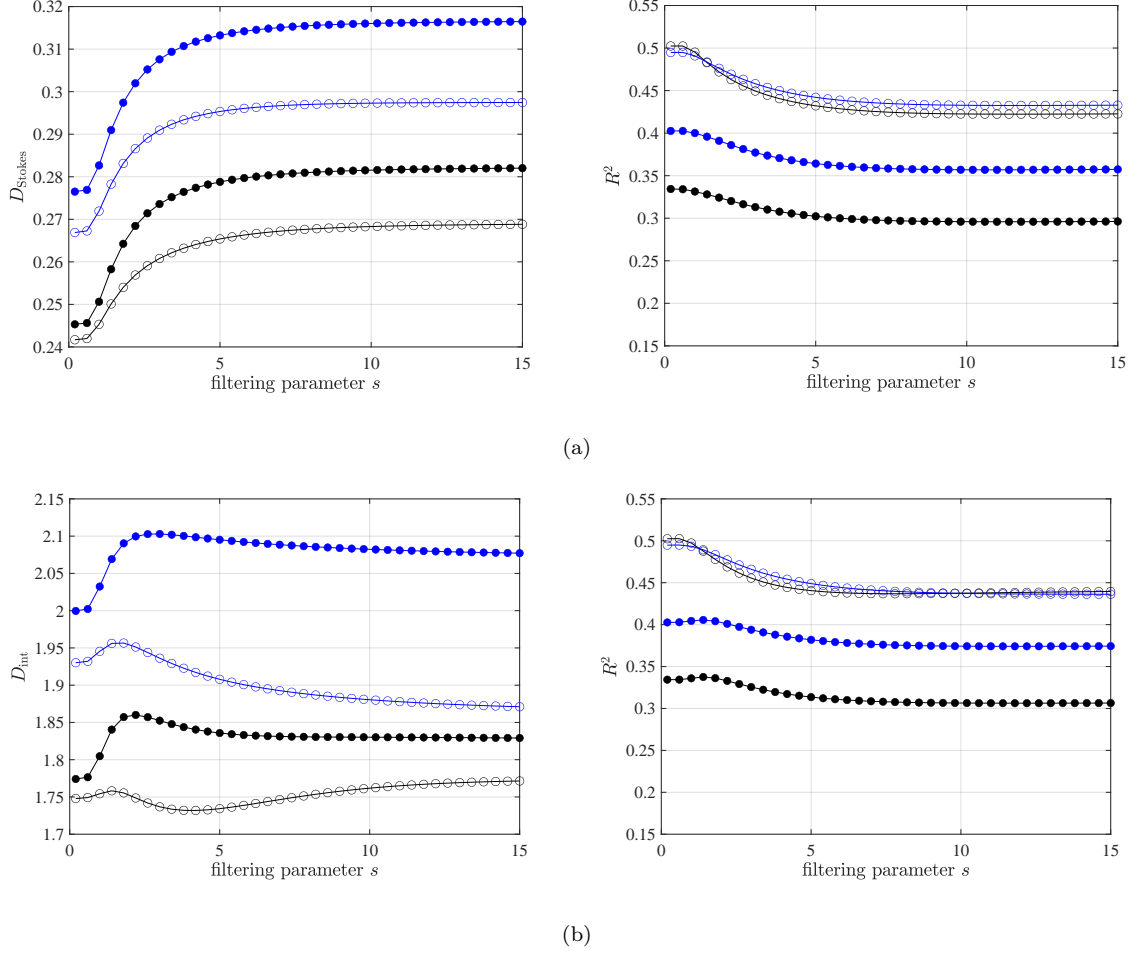 0.32
0.31
0.3
0.29
0.28
0.27
0.26
0.25
0.24
D_Stokes
0 5 10 15
filtering parameter s
0.55
0.5
0.45
0.4
0.35
0.3
0.25
0.2
0.15
R²
0 5 10 15
filtering parameter s
(a)
2.15
2.1
2.05
2
1.95
1.9
1.85
1.8
1.75
1.7
D_int
0 5 10 15
filtering parameter s
0.55
0.5
0.45
0.4
0.35
0.3
0.25
0.2
0.15
R²
0 5 10 15
filtering parameter s
(b)